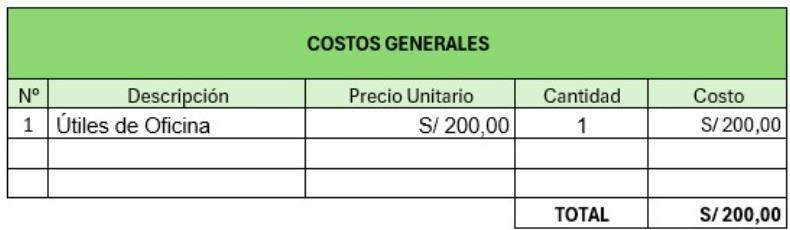 COSTOS GENERALES
Nº Descripción Precio Unitario Cantidad Costo
1 Útiles de Oficina S/ 200,00 1 S/ 200,00
TOTAL S/ 200,00